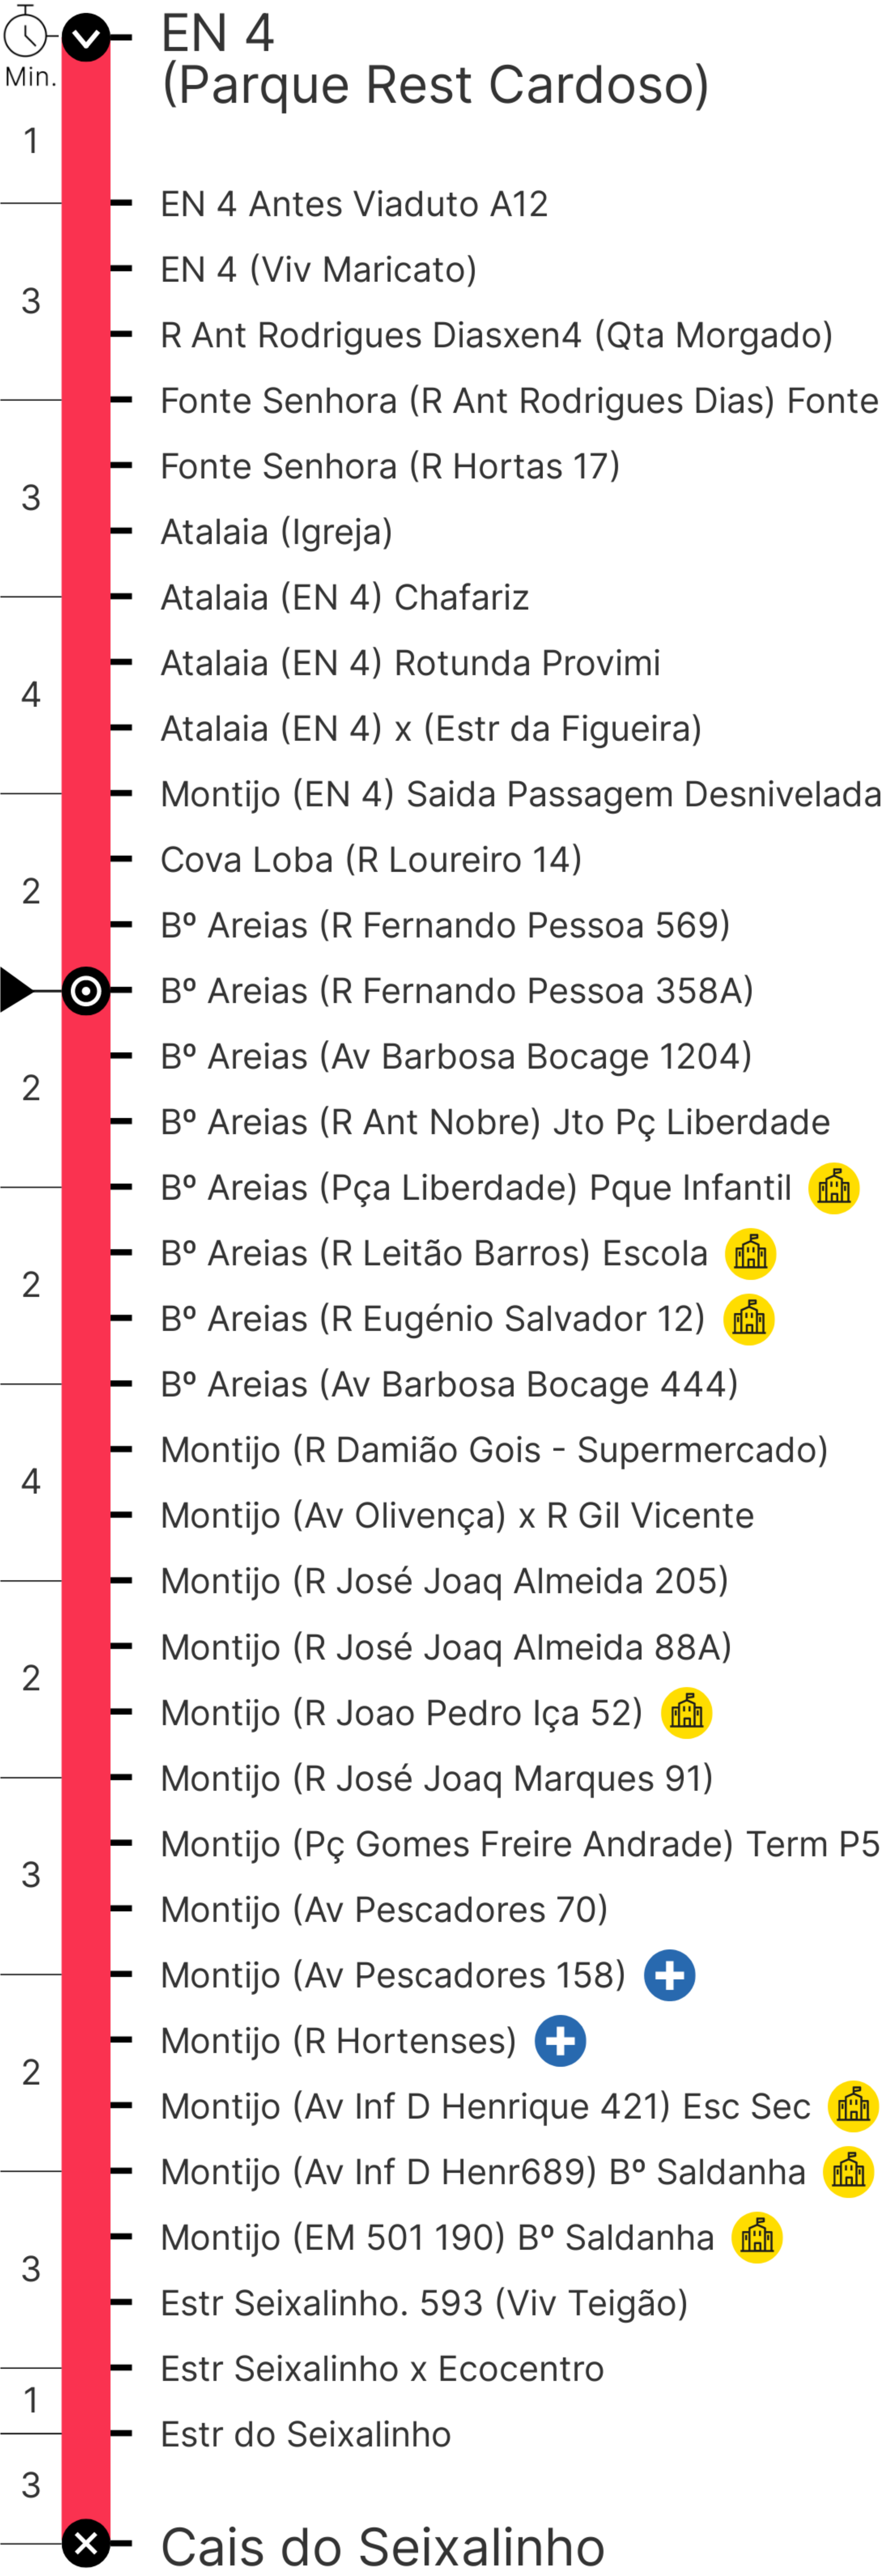 Min.
EN 4
(Parque Rest Cardoso)
1
EN 4 Antes Viaduto A12
EN 4 (Viv Maricato)
3
R Ant Rodrigues Diasxen4 (Qta Morgado)
Fonte Senhora (R Ant Rodrigues Dias) Fonte
Fonte Senhora (R Hortas 17)
3
Atalaia (Igreja)
Atalaia (EN 4) Chafariz
Atalaia (EN 4) Rotunda Provimi
4
Atalaia (EN 4) x (Estr da Figueira)
Montijo (EN 4) Saida Passagem Desnivelada
Cova Loba (R Loureiro 14)
2
Bº Areias (R Fernando Pessoa 569)
Bº Areias (R Fernando Pessoa 358A)
Bº Areias (Av Barbosa Bocage 1204)
2
Bº Areias (R Ant Nobre) Jto Pç Liberdade
Bº Areias (Pça Liberdade) Pque Infantil
Bº Areias (R Leitão Barros) Escola
2
Bº Areias (R Eugénio Salvador 12)
Bº Areias (Av Barbosa Bocage 444)
Montijo (R Damião Gois - Supermercado)
4
Montijo (Av Olivença) x R Gil Vicente
Montijo (R José Joaq Almeida 205)
Montijo (R José Joaq Almeida 88A)
2
Montijo (R Joao Pedro Iça 52)
Montijo (R José Joaq Marques 91)
Montijo (Pç Gomes Freire Andrade) Term P5
3
Montijo (Av Pescadores 70)
Montijo (Av Pescadores 158)
Montijo (R Hortenses)
2
Montijo (Av Inf D Henrique 421) Esc Sec
Montijo (Av Inf D Henr689) Bº Saldanha
Montijo (EM 501 190) Bº Saldanha
3
Estr Seixalinho. 593 (Viv Teigão)
Estr Seixalinho x Ecocentro
1
Estr do Seixalinho
3
Cais do Seixalinho